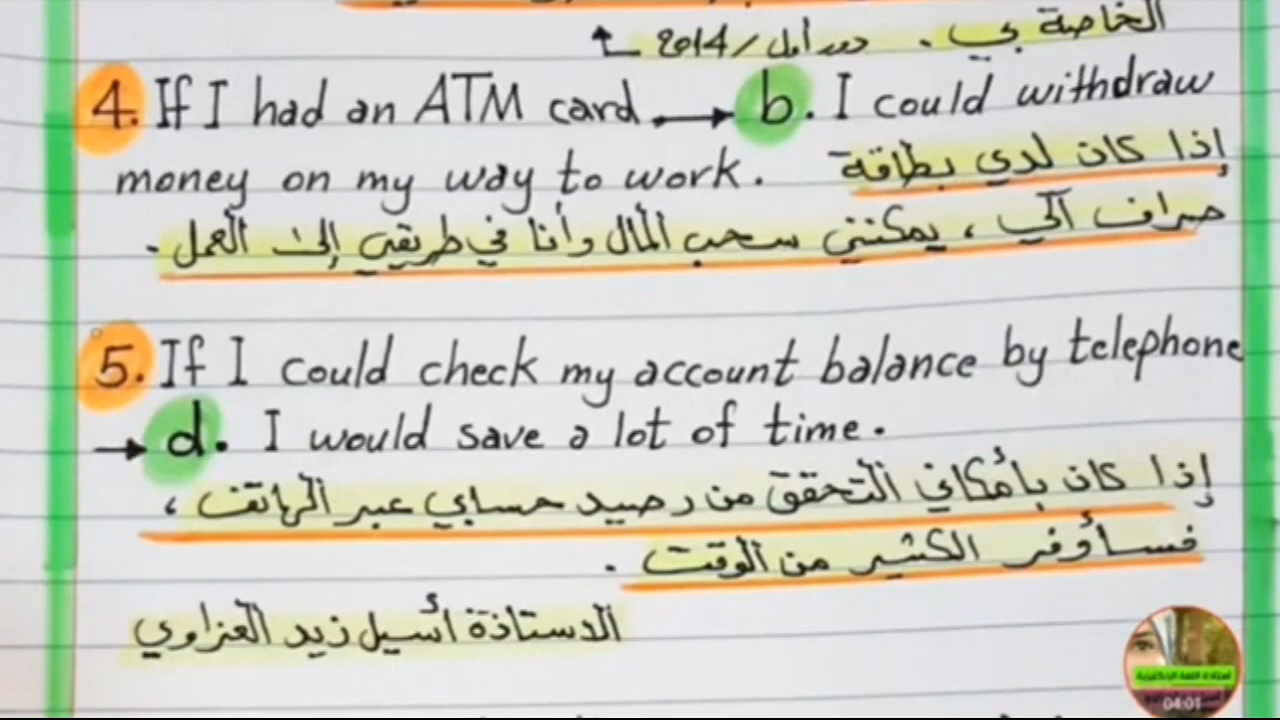 الخاصة بي . دور أول / 2014
4. If I had an ATM card. → b. I could withdraw
money on my way to work. إذا كان لدي بطاقة
صراف آلي ، يمكنني سحب المال وأنا في طريقي إلى العمل .
5. If I could check my account balance by telephone
→ d. I would save a lot of time.
إذا كان بأمكاني التحقق من رصيد حسابي عبر الهاتف ،
فسأوفر الكثير من الوقت .
الاستاذة أسيل زيد العزاوي
04:01